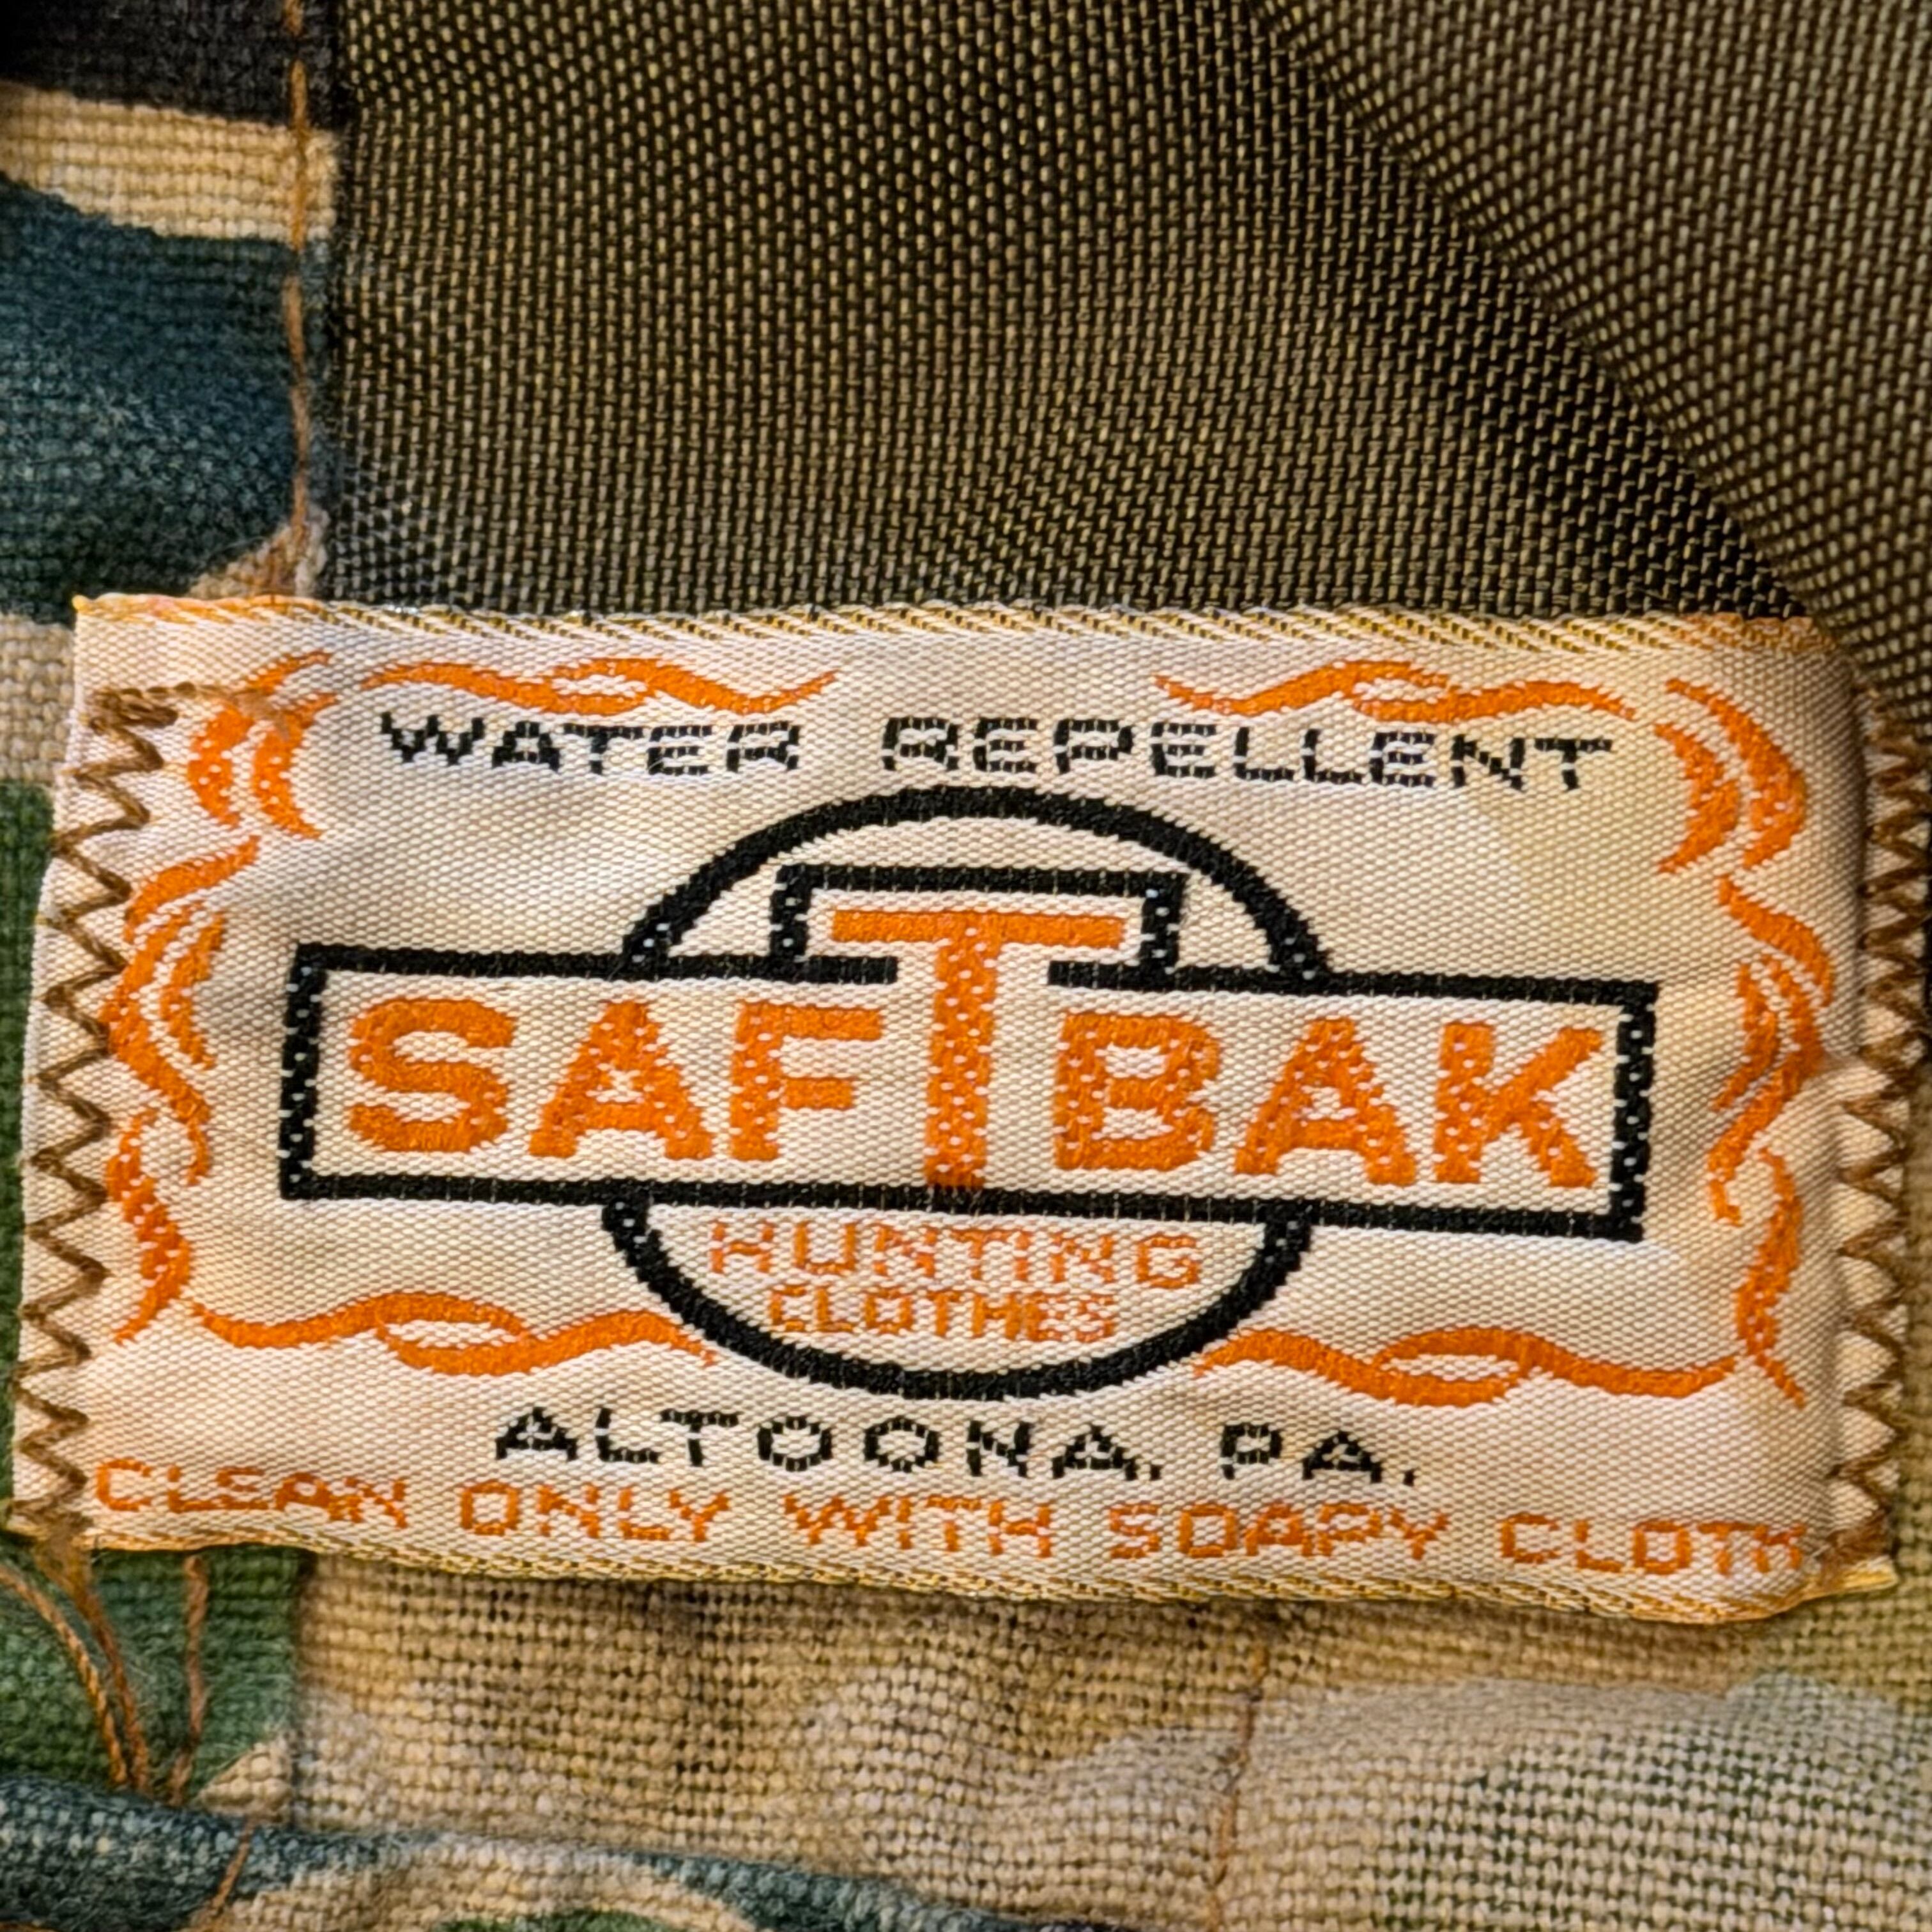 WATER REPELLENT
SAFTBAK
HUNTING
CLOTHES
ALTOONA, PA.
CLEAN ONLY WITH SOAPY CLOTH